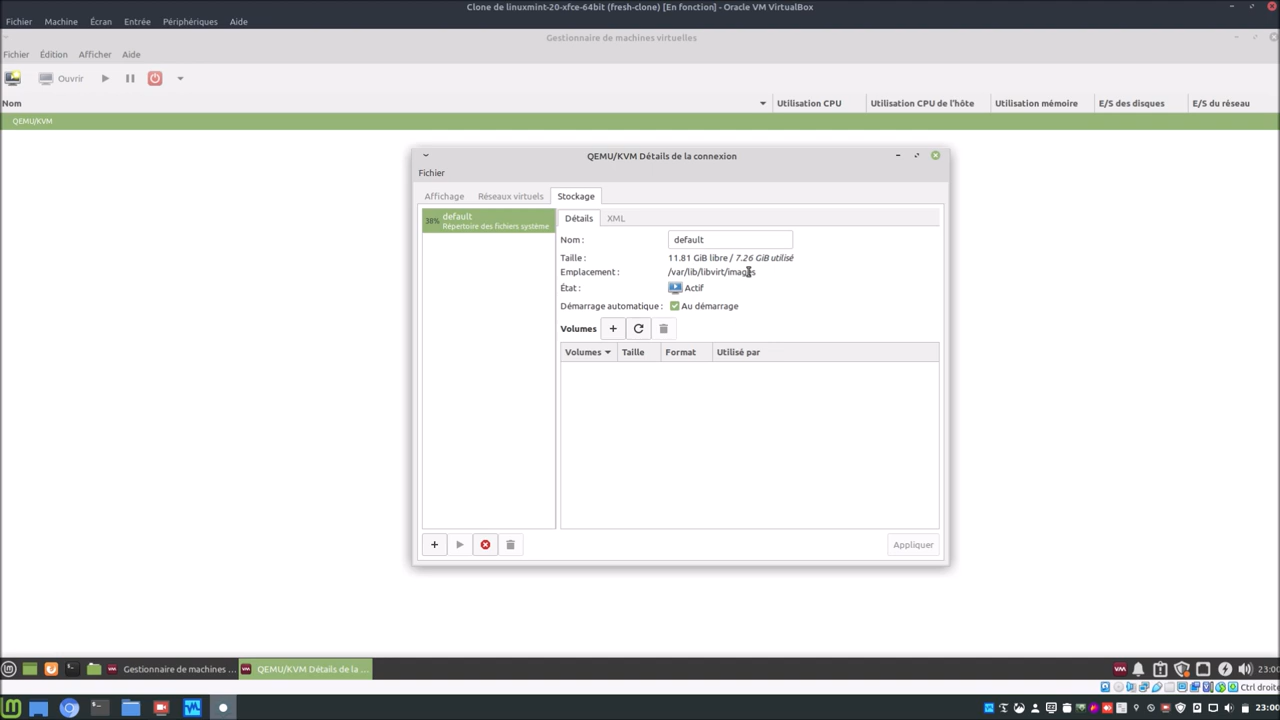 Clone de linuxmint-20-xfce-64bit (fresh-clone) [En fonction] - Oracle VM VirtualBox
Fichier Machine Écran Entrée Périphériques Aide
Gestionnaire de machines virtuelles
Fichier Édition Afficher Aide
Ouvrir
Nom Utilisation CPU Utilisation CPU de l'hôte Utilisation mémoire E/S des disques E/S du réseau
QEMU/KVM
QEMU/KVM Détails de la connexion
Fichier
Affichage Réseaux virtuels Stockage
38% default
Répertoire des fichiers système
Détails XML
Nom : default
Taille : 11.81 GiB libre / 7.26 GiB utilisé
Emplacement : /var/lib/libvirt/images
État : Actif
Démarrage automatique : Au démarrage
Volumes
Volumes Taille Format Utilisé par
Appliquer
Gestionnaire de machines ... QEMU/KVM Détails de la ... 23:00
Ctrl droite
23:00